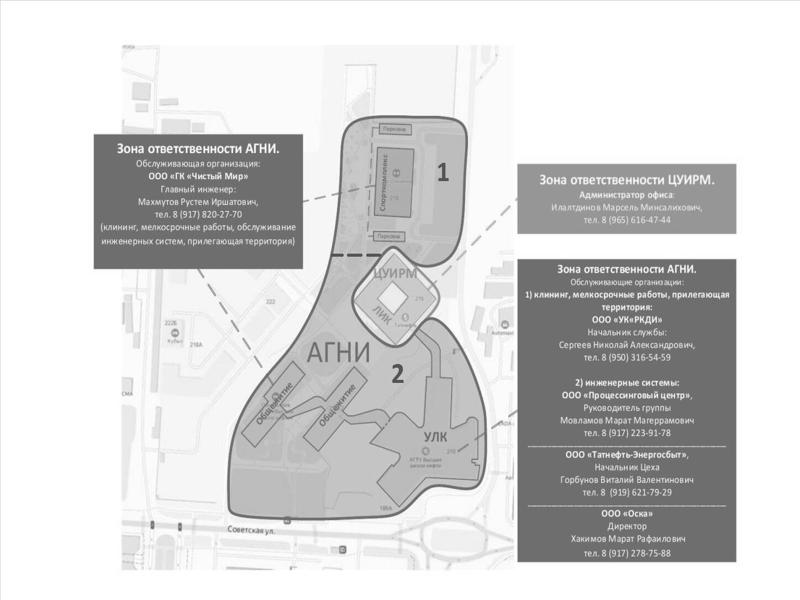 Зона ответственности АГНИ.
Обслуживающая организация:
ООО «ГК «Чистый Мир»
Главный инженер:
Махмутов Рустем Иршатович,
тел. 8 (917) 820-27-70
(клининг, мелкосрочные работы, обслуживание
инженерных систем, прилегающая территория)
Парковка
Спорткомплекс
1
Парковка
ЦУИРМ
ЛИК
АГНИ
2
Общежитие
Общежитие
УЛК
222
222Б
218А
Советская ул.
Зона ответственности ЦУИРМ.
Администратор офиса:
Илалтдинов Марсель Минсалихович,
тел. 8 (965) 616-47-44
Зона ответственности АГНИ.
Обслуживающие организации:
1) клининг, мелкосрочные работы, прилегающая
территория:
ООО «УК«РКДИ»
Начальник службы:
Сергеев Николай Александрович,
тел. 8 (950) 316-54-59
2) инженерные системы:
ООО «Процессинговый центр»,
Руководитель группы
Мовламов Марат Магеррамович
тел. 8 (917) 223-91-78
ООО «Татнефть-Энергосбыт»,
Начальник Цеха
Горбунов Виталий Валентинович
тел. 8 (919) 621-79-29
ООО «Оска»
Директор
Хакимов Марат Рафаилович
тел. 8 (917) 278-75-88